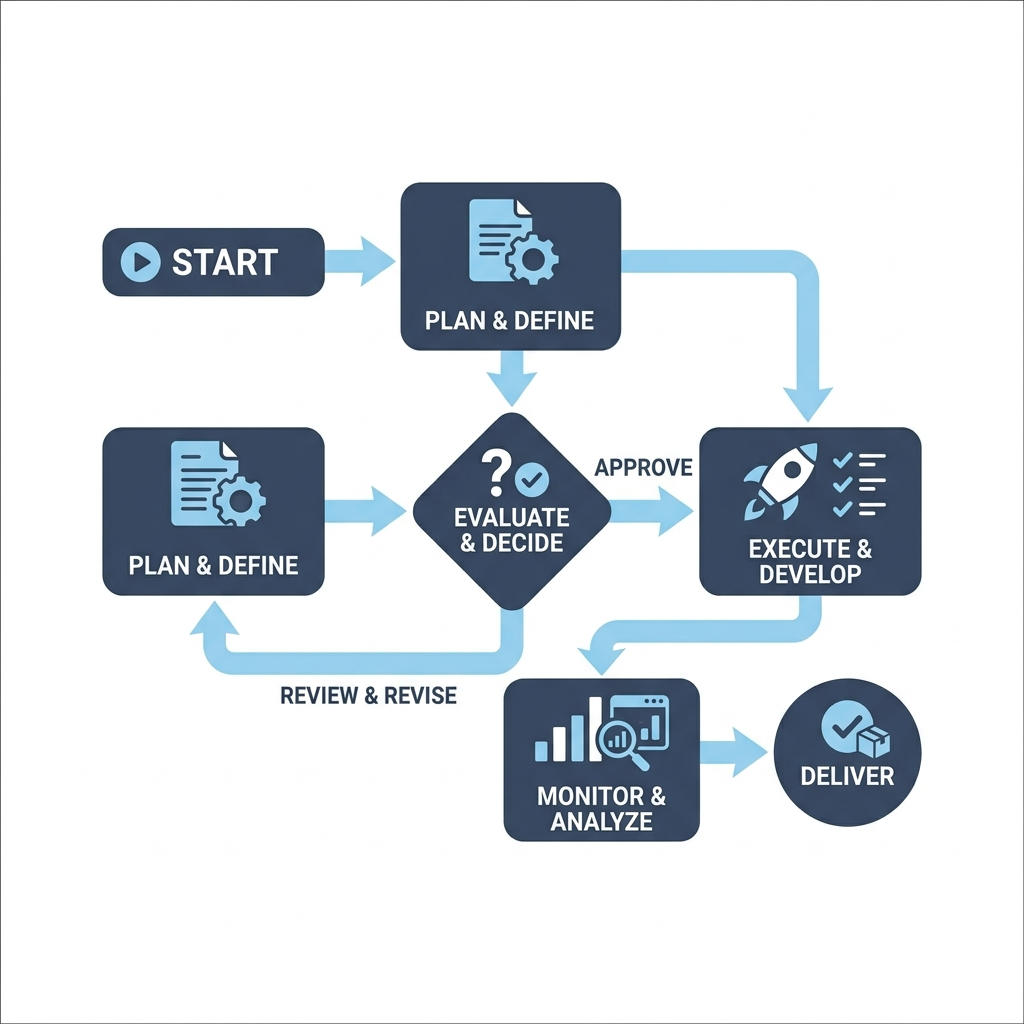 START
PLAN & DEFINE
PLAN & DEFINE
?
EVALUATE
& DECIDE
APPROVE
EXECUTE &
DEVELOP
REVIEW & REVISE
MONITOR &
ANALYZE
DELIVER